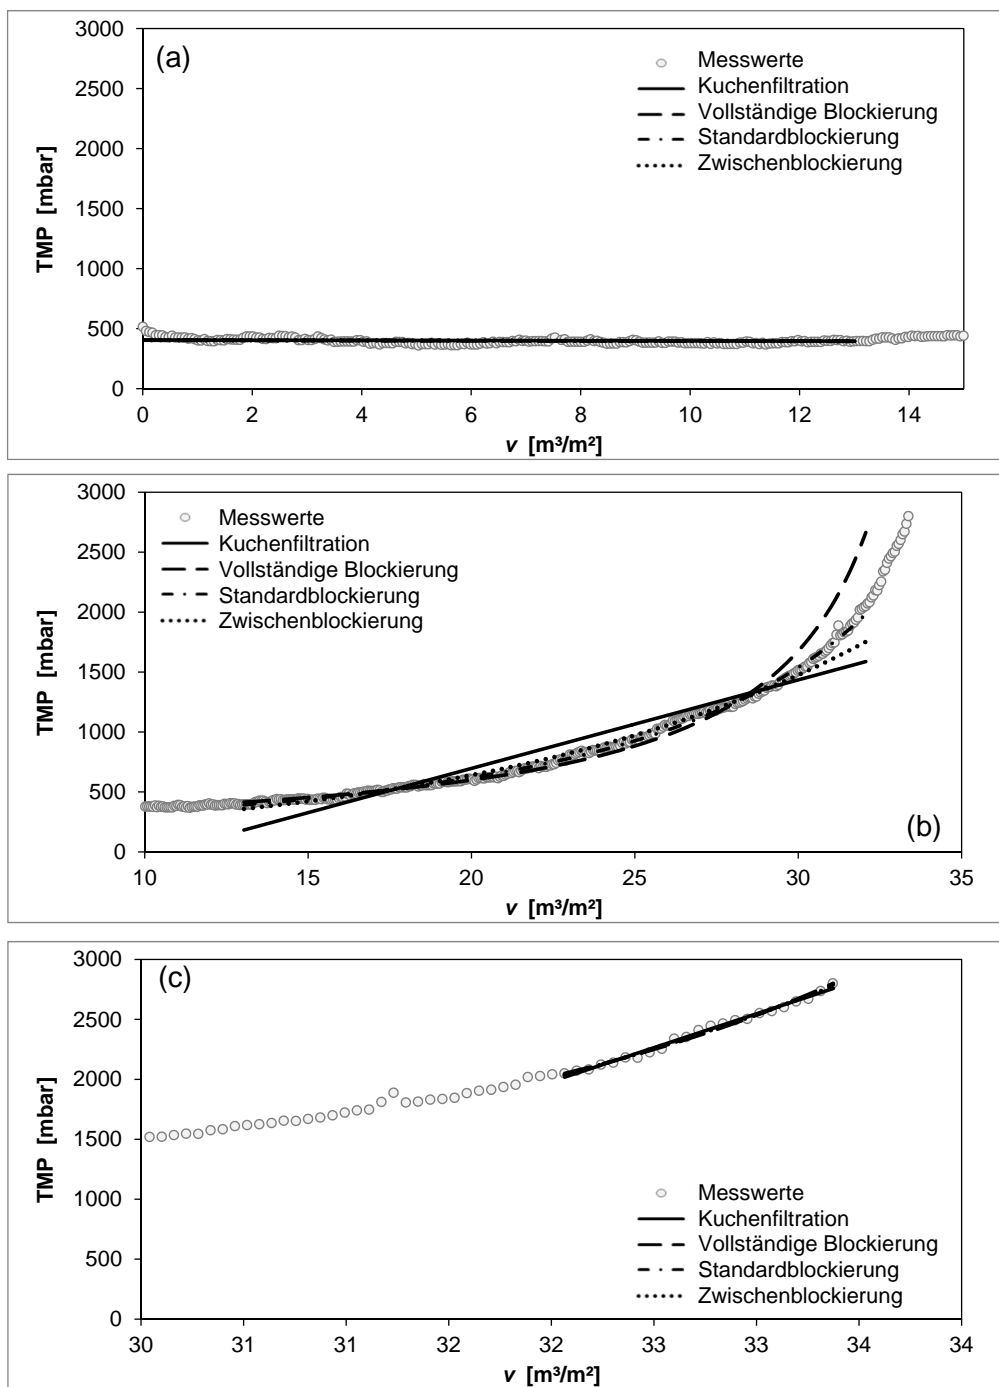 3000
(a)
2500
2000
1500
1000
500
0
TMP [mbar]
Messwerte
Kuchenfiltration
Vollständige Blockierung
Standardblockierung
Zwischenblockierung
0 2 4 6 8 10 12 14
v [m³/m²]
3000
2500
2000
1500
1000
500
0
TMP [mbar]
Messwerte
Kuchenfiltration
Vollständige Blockierung
Standardblockierung
Zwischenblockierung
(b)
10 15 20 25 30 35
v [m³/m²]
3000
(c)
2500
2000
1500
1000
500
0
TMP [mbar]
Messwerte
Kuchenfiltration
Vollständige Blockierung
Standardblockierung
Zwischenblockierung
30 31 31 32 32 33 33 34 34
v [m³/m²]